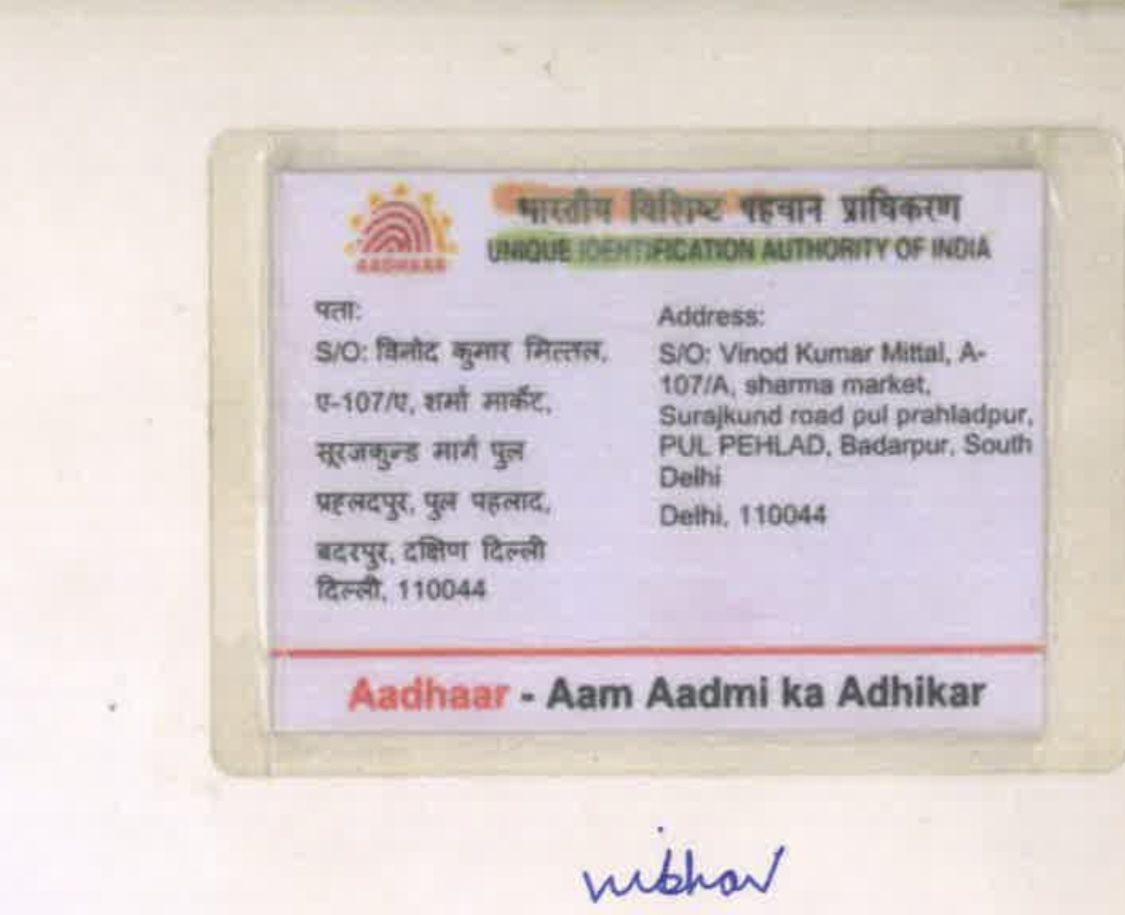 भारतीय विशिष्ट पहचान प्राधिकरण
UNIQUE IDENTIFICATION AUTHORITY OF INDIA
AADHAAR
पता:
S/O: विनोद कुमार मित्तल,
ए-107/ए, शर्मा मार्केट,
सूरजकुन्ड मार्ग पुल
प्रहलदपुर, पुल पहलाद,
बदरपुर, दक्षिण दिल्ली
दिल्ली, 110044
Address:
S/O: Vinod Kumar Mittal, A-
107/A, sharma market,
Surajkund road pul prahladpur,
PUL PEHLAD, Badarpur, South
Delhi
Delhi, 110044
Aadhaar - Aam Aadmi ka Adhikar
vibhav